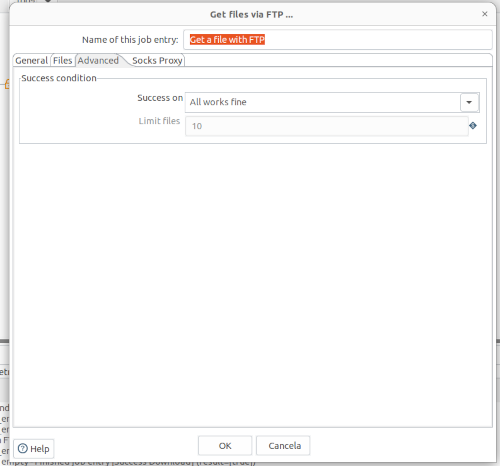 Get files via FTP ...
Name of this job entry: Get a file with FTP
General Files Advanced Socks Proxy
Success condition
Success on All works fine
Limit files 10
Help OK Cancela